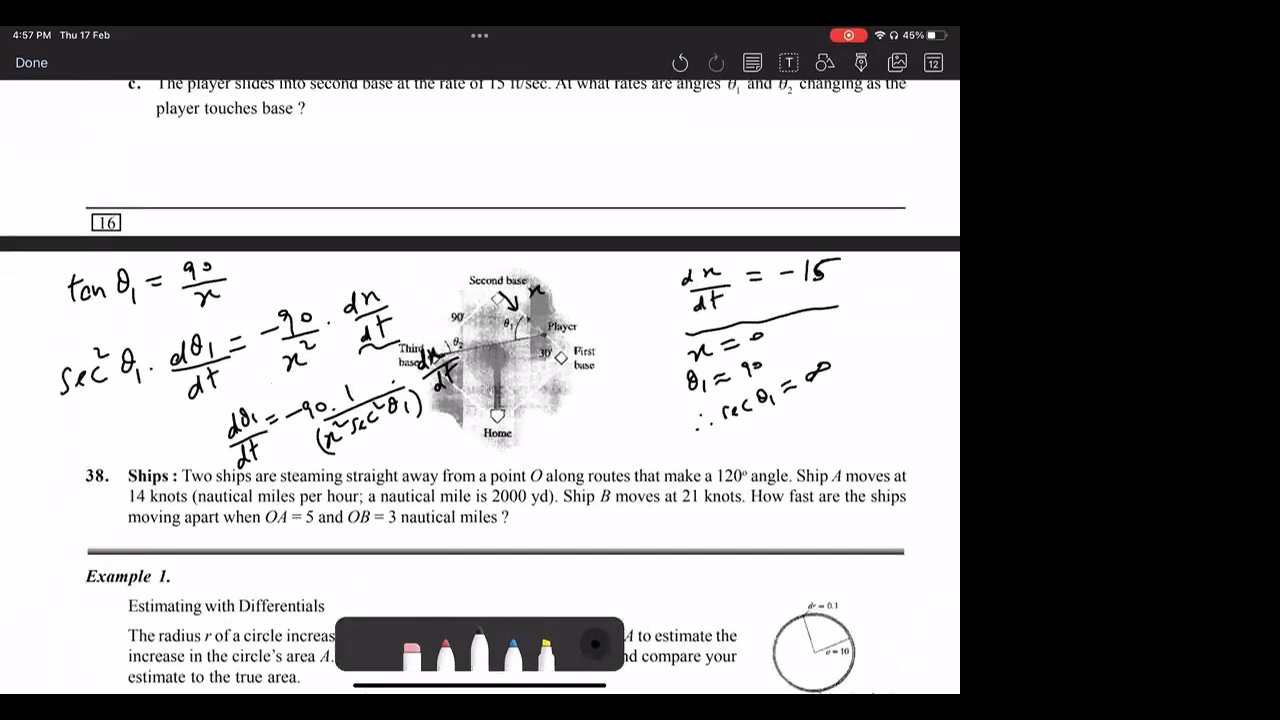 4:57 PM Thu 17 Feb
45%
Done
T
12
c. The player slides into second base at the rate of 15 ft/sec. At what rates are angles θ₁ and θ₂ changing as the
player touches base ?
16
tan θ₁ = 90/x
sec² θ₁ · dθ₁/dt = -90/x² · dx/dt
dθ₁/dt = -90 · 1/(x² sec² θ₁) · dx/dt
Second base
x
90'
θ₁
Player
θ₂
Third
base
30'
First
base
Home
dx/dt = -15
x = 0
θ₁ = 90
∴ sec θ₁ = ∞
38. Ships : Two ships are steaming straight away from a point O along routes that make a 120° angle. Ship A moves at
14 knots (nautical miles per hour; a nautical mile is 2000 yd). Ship B moves at 21 knots. How fast are the ships
moving apart when OA = 5 and OB = 3 nautical miles ?
Example 1.
Estimating with Differentials
The radius r of a circle increas A to estimate the
increase in the circle's area A. nd compare your
estimate to the true area.
dr = 0.1
= 10